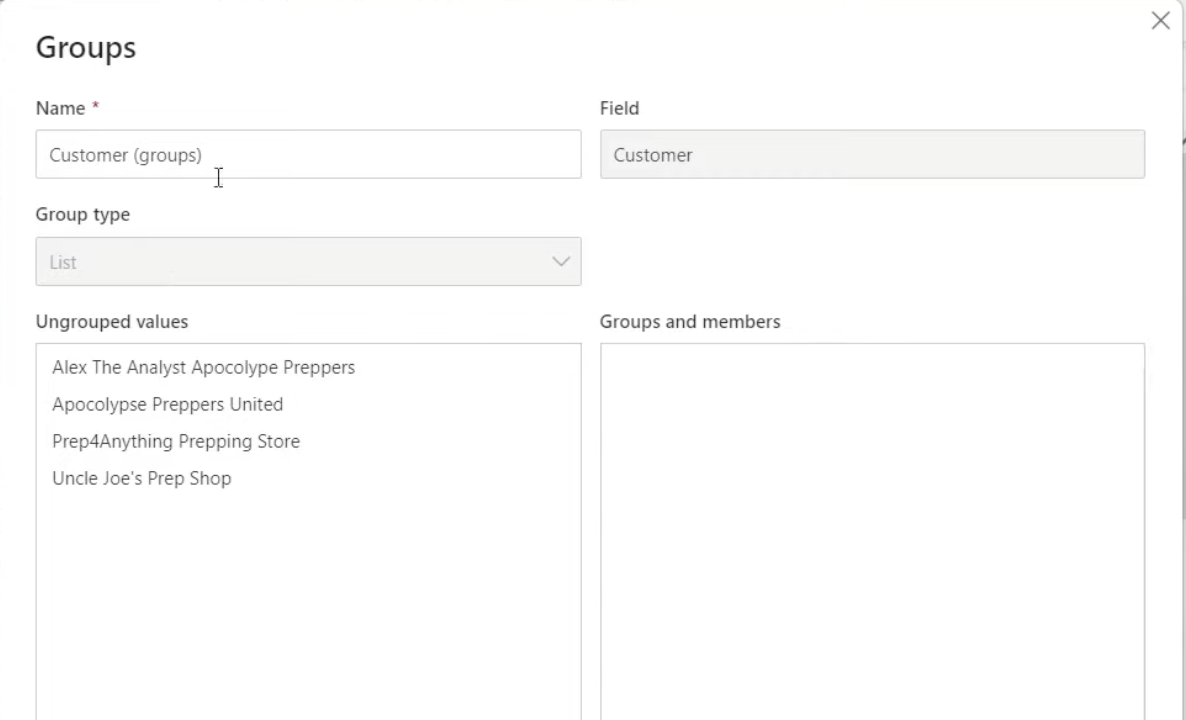 Groups
Name *
Field
Customer (groups)
Customer
Group type
List
Ungrouped values
Groups and members
Alex The Analyst Apocolype Preppers
Apocolypse Preppers United
Prep4Anything Prepping Store
Uncle Joe's Prep Shop